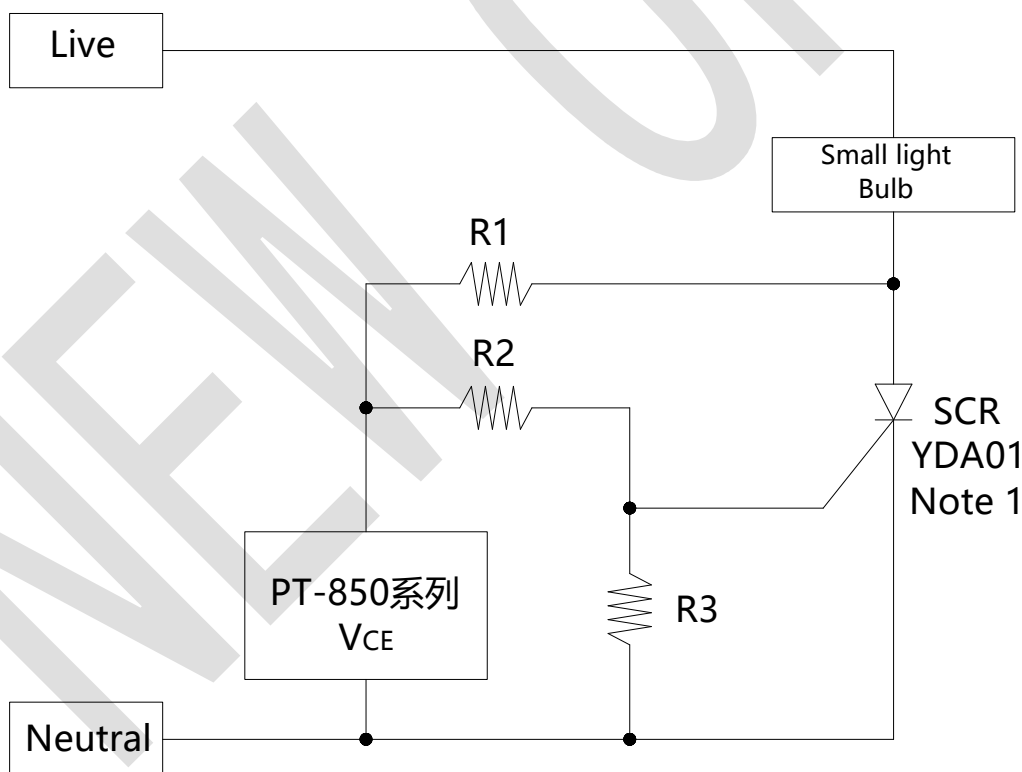 Live
Small light
Bulb
R1
R2
SCR
YDA01
Note 1
PT-850系列
VCE
R3
Neutral
NEW